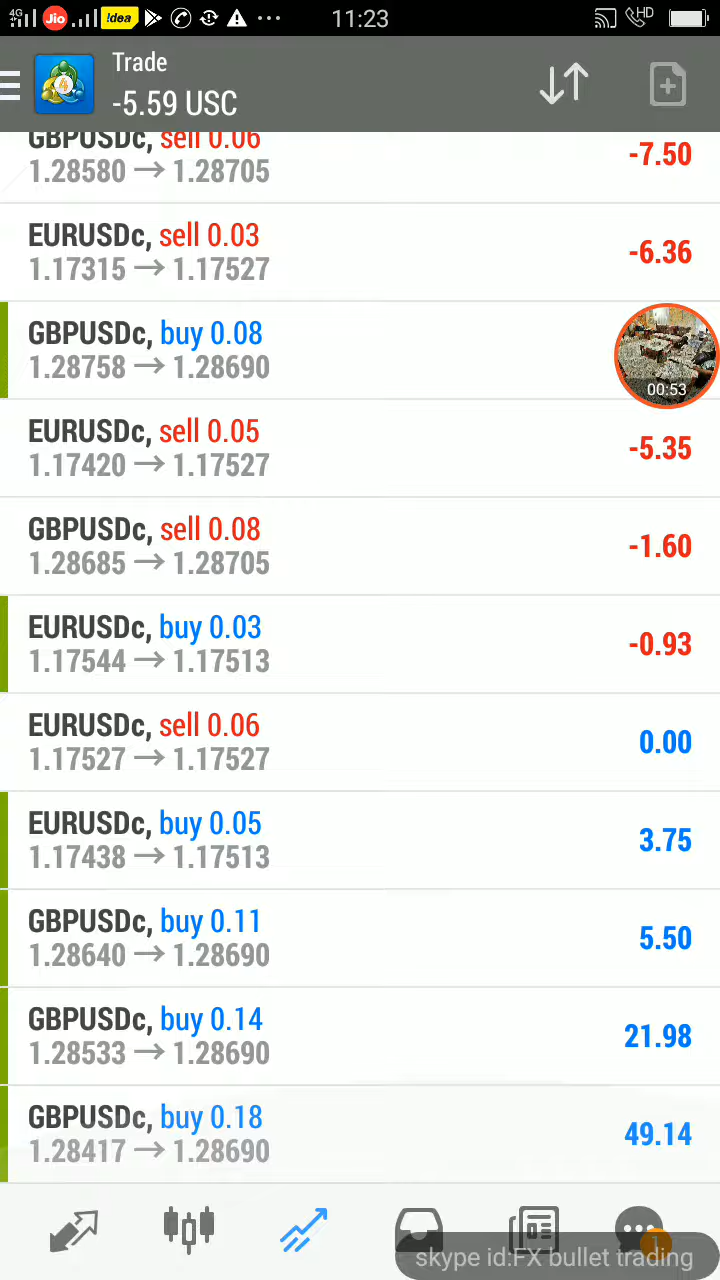 4G Jio Idea 11:23 HD
Trade
-5.59 USC
GBPUSDc, sell 0.06
1.28580 → 1.28705 -7.50
EURUSDc, sell 0.03
1.17315 → 1.17527 -6.36
GBPUSDc, buy 0.08
1.28758 → 1.28690
00:53
EURUSDc, sell 0.05
1.17420 → 1.17527 -5.35
GBPUSDc, sell 0.08
1.28685 → 1.28705 -1.60
EURUSDc, buy 0.03
1.17544 → 1.17513 -0.93
EURUSDc, sell 0.06
1.17527 → 1.17527 0.00
EURUSDc, buy 0.05
1.17438 → 1.17513 3.75
GBPUSDc, buy 0.11
1.28640 → 1.28690 5.50
GBPUSDc, buy 0.14
1.28533 → 1.28690 21.98
GBPUSDc, buy 0.18
1.28417 → 1.28690 49.14
1
skype id:FX bullet trading